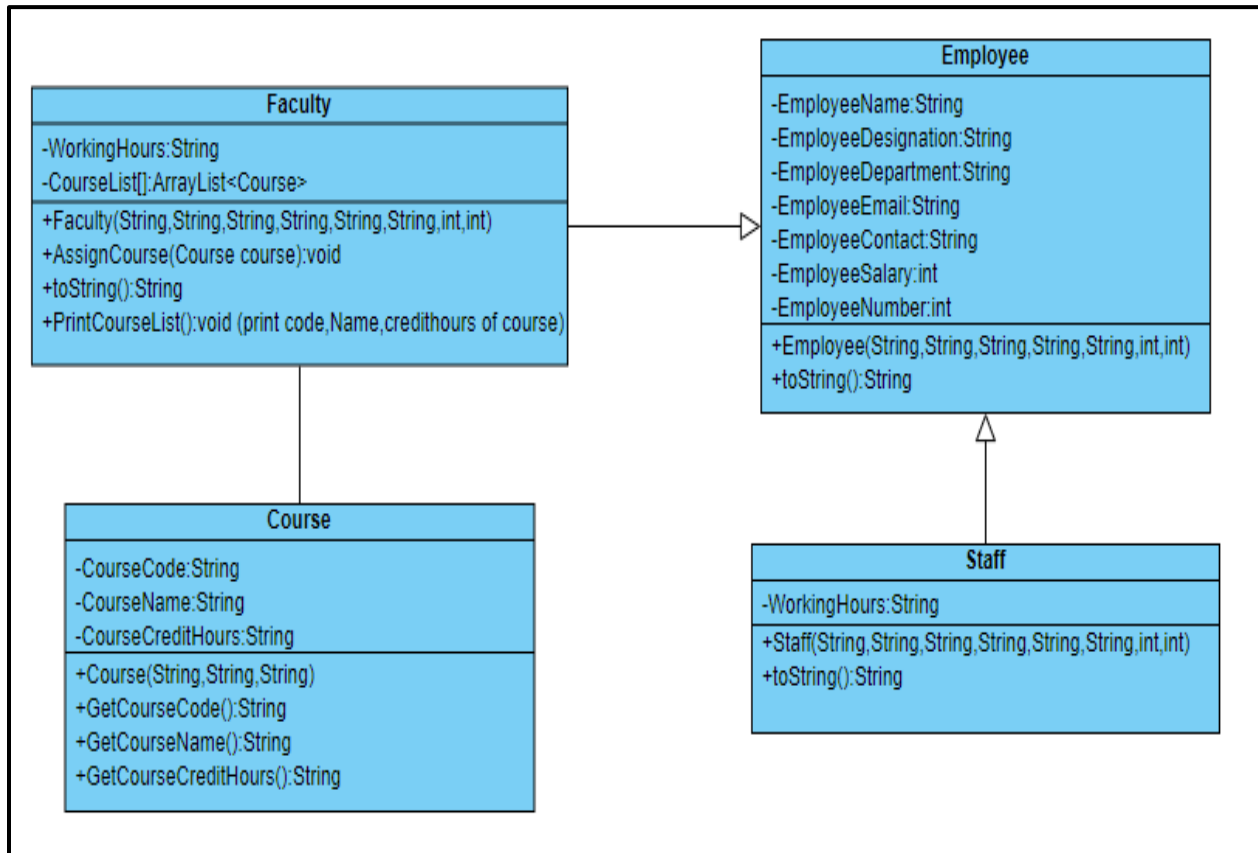 Faculty
-WorkingHours:String
-CourseList[]:ArrayList<Course>
+Faculty(String,String,String,String,String,String,int,int)
+AssignCourse(Course course):void
+toString():String
+PrintCourseList():void (print code,Name,credithours of course)
Employee
-EmployeeName:String
-EmployeeDesignation:String
-EmployeeDepartment:String
-EmployeeEmail:String
-EmployeeContact:String
-EmployeeSalary:int
-EmployeeNumber:int
+Employee(String,String,String,String,String,int,int)
+toString():String
Course
-CourseCode:String
-CourseName:String
-CourseCreditHours:String
+Course(String,String,String)
+GetCourseCode():String
+GetCourseName():String
+GetCourseCreditHours():String
Staff
-WorkingHours:String
+Staff(String,String,String,String,String,String,int,int)
+toString():String